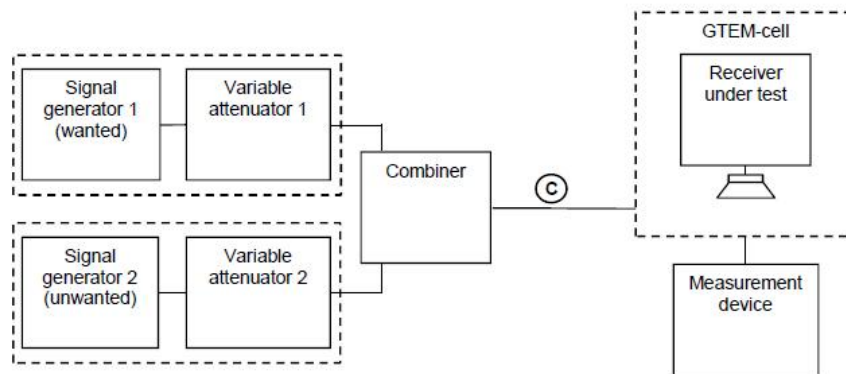 GTEM-cell
Signal
generator 1
(wanted)
Variable
attenuator 1
Receiver
under test
Combiner
C
Signal
generator 2
(unwanted)
Variable
attenuator 2
Measurement
device